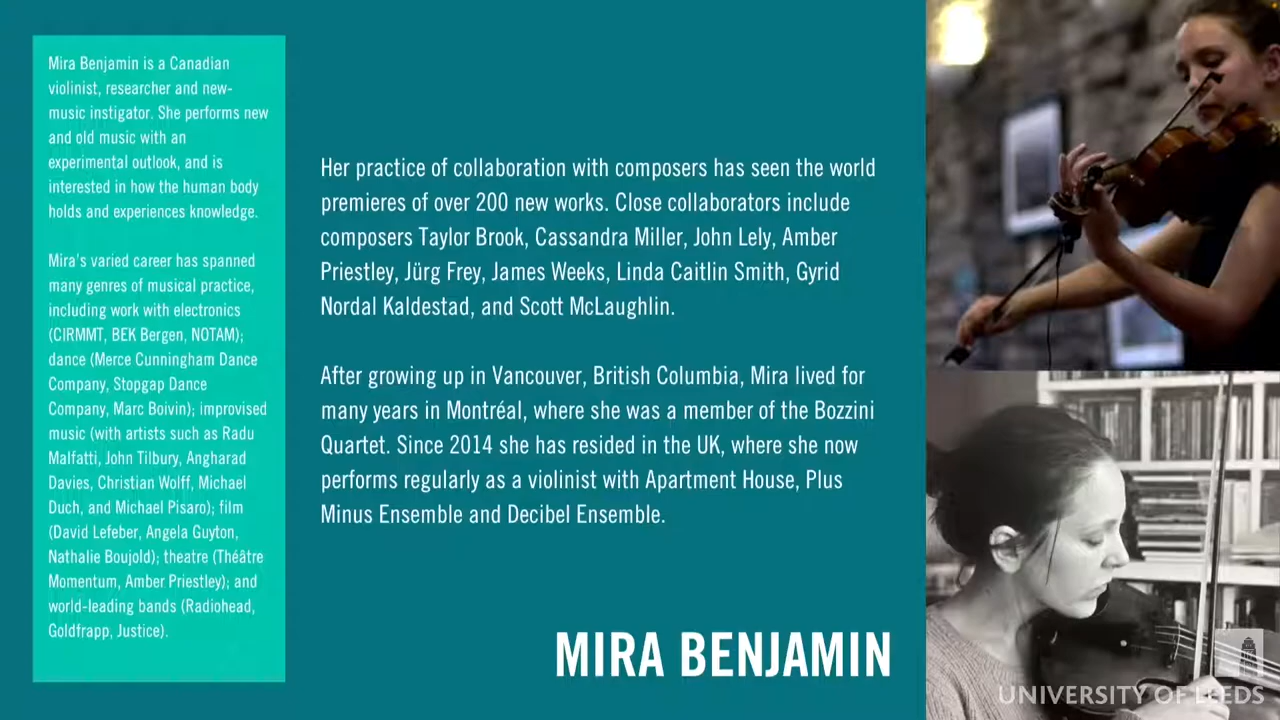 Mira Benjamin is a Canadian
violinist, researcher and new-
music instigator. She performs new
and old music with an
experimental outlook, and is
interested in how the human body
holds and experiences knowledge.
Mira's varied career has spanned
many genres of musical practice,
including work with electronics
(CIRMMT, BEK Bergen, NOTAM);
dance (Merce Cunningham Dance
Company, Stopgap Dance
Company, Marc Boivin); improvised
music (with artists such as Radu
Malfatti, John Tilbury, Angharad
Davies, Christian Wolff, Michael
Duch, and Michael Pisaro); film
(David Lefeber, Angela Guyton,
Nathalie Boujold); theatre (Théâtre
Momentum, Amber Priestley); and
world-leading bands (Radiohead,
Goldfrapp, Justice).
Her practice of collaboration with composers has seen the world
premieres of over 200 new works. Close collaborators include
composers Taylor Brook, Cassandra Miller, John Lely, Amber
Priestley, Jürg Frey, James Weeks, Linda Caitlin Smith, Gyrid
Nordal Kaldestad, and Scott McLaughlin.
After growing up in Vancouver, British Columbia, Mira lived for
many years in Montréal, where she was a member of the Bozzini
Quartet. Since 2014 she has resided in the UK, where she now
performs regularly as a violinist with Apartment House, Plus
Minus Ensemble and Decibel Ensemble.
MIRA BENJAMIN
UNIVERSITY OF LEEDS